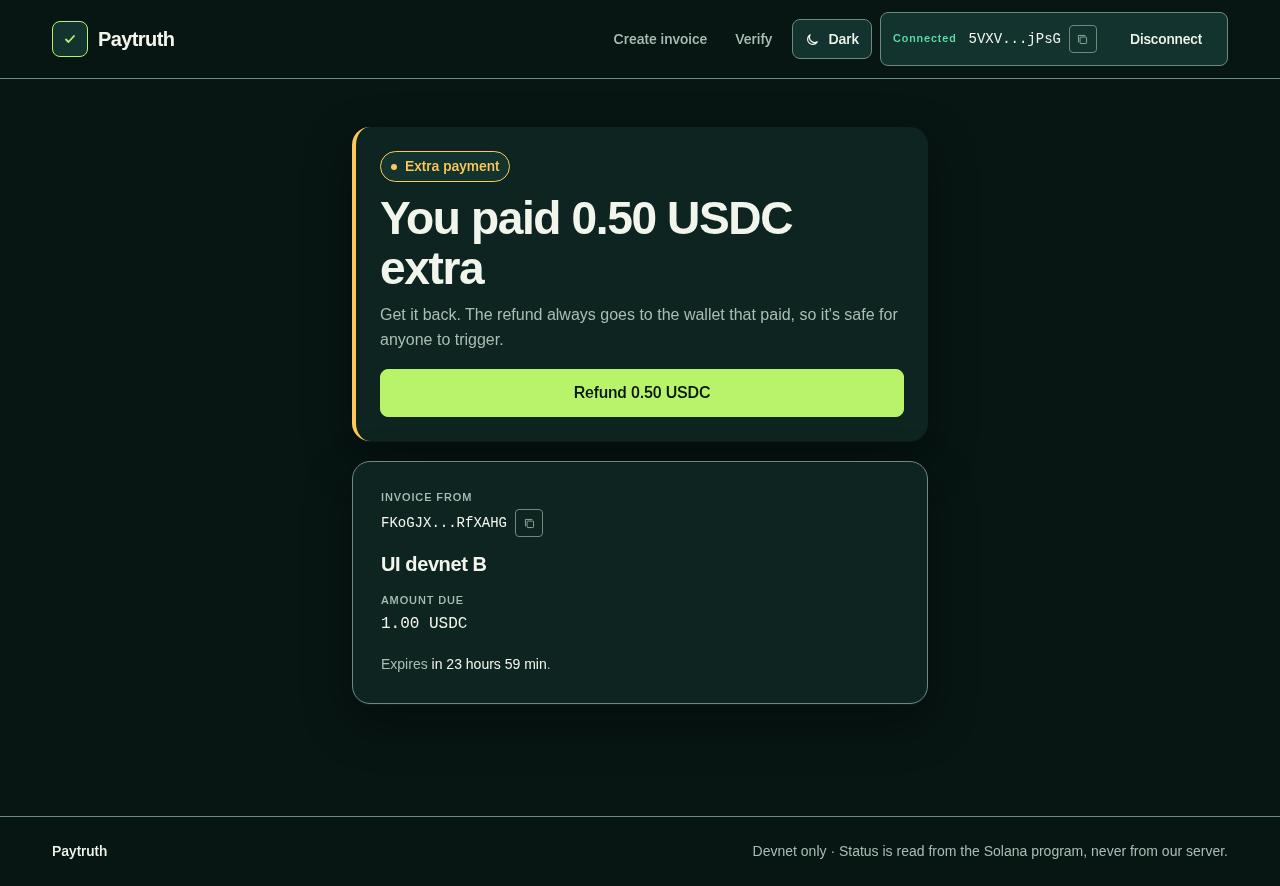 Paytruth
Create invoice
Verify
Dark
Connected
5VXV...jPsG
Disconnect
Extra payment
You paid 0.50 USDC
extra
Get it back. The refund always goes to the wallet that paid, so it's safe for
anyone to trigger.
Refund 0.50 USDC
INVOICE FROM
FKoGJX...RfXAHG
UI devnet B
AMOUNT DUE
1.00 USDC
Expires in 23 hours 59 min.
Paytruth
Devnet only · Status is read from the Solana program, never from our server.